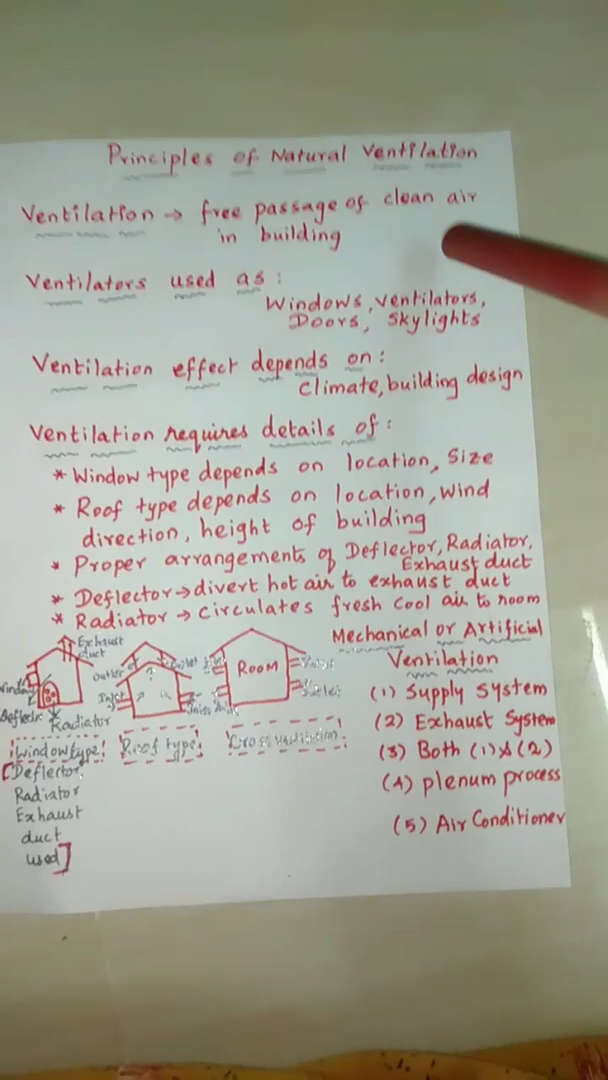 Principles of Natural Ventilation
Ventilation → free passage of clean air
in building
Ventilators used as :
Windows, ventilators,
Doors, Skylights
Ventilation effect depends on :
Climate, building design
Ventilation requires details of :
* Window type depends on location, Size
* Roof type depends on location, wind
direction, height of building
* Proper arrangements of Deflector, Radiator,
Exhaust duct
* Deflector → divert hot air to exhaust duct
* Radiator → circulates fresh cool air to room
Exhaust
duct
Window
Radiator
Outlet
Inlet
ROOM
Window type
Roof type
Cross ventilation
[Deflector
Radiator
Exhaust
duct
used]
Mechanical or Artificial
Ventilation
(1) Supply System
(2) Exhaust System
(3) Both (1) & (2)
(4) plenum process
(5) Air Conditioner